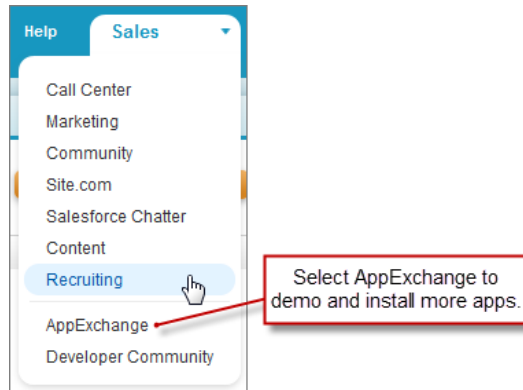 Help Sales
Call Center
Marketing
Community
Site.com
Salesforce Chatter
Content
Recruiting
AppExchange
Developer Community
Select AppExchange to
demo and install more apps.